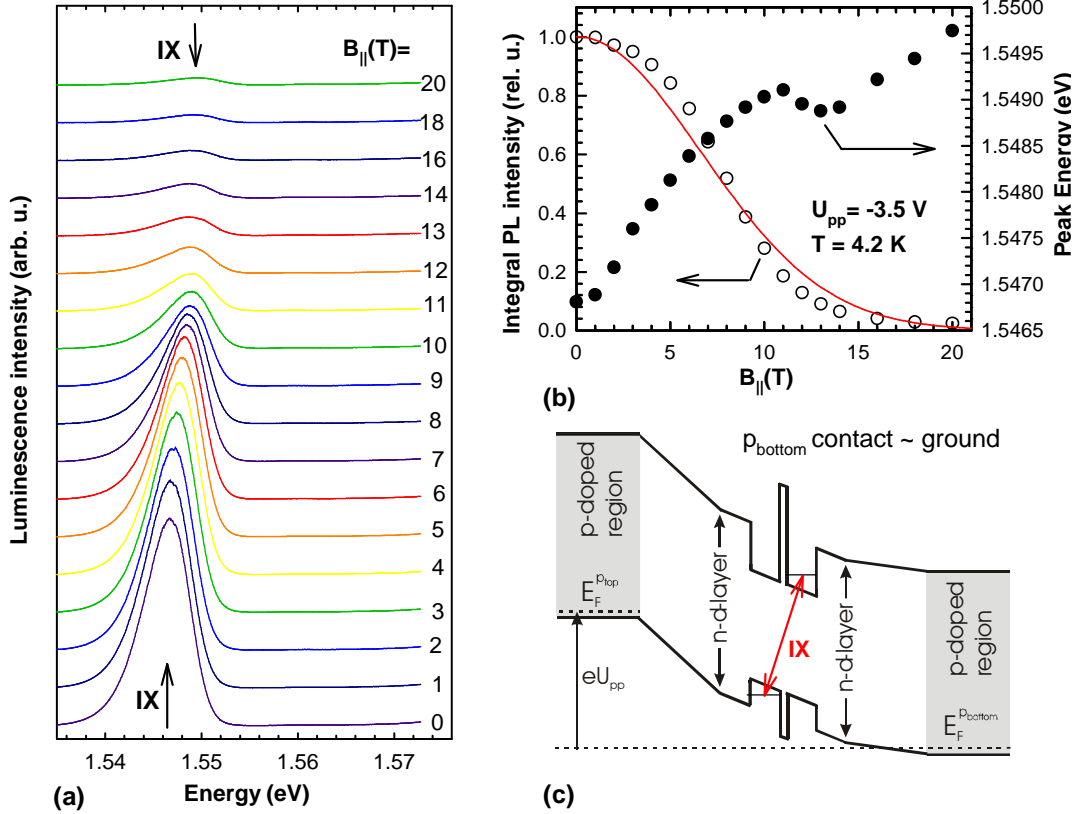 IX
B||(T)=
20
18
16
14
13
12
11
10
9
8
7
6
5
4
3
2
1
0
IX
Luminescence intensity (arb. u.)
1.54
1.55
1.56
1.57
Energy (eV)
(a)
1.0
0.8
0.6
0.4
0.2
0.0
Integral PL intensity (rel. u.)
1.5500
1.5495
1.5490
1.5485
1.5480
1.5475
1.5470
1.5465
Peak Energy (eV)
Upp= -3.5 V
T = 4.2 K
0
5
10
15
20
B||(T)
(b)
pbottom contact ~ ground
p-doped
region
EF ptop
eUpp
n-d-layer
IX
n-d-layer
p-doped
region
EF pbottom
(c)